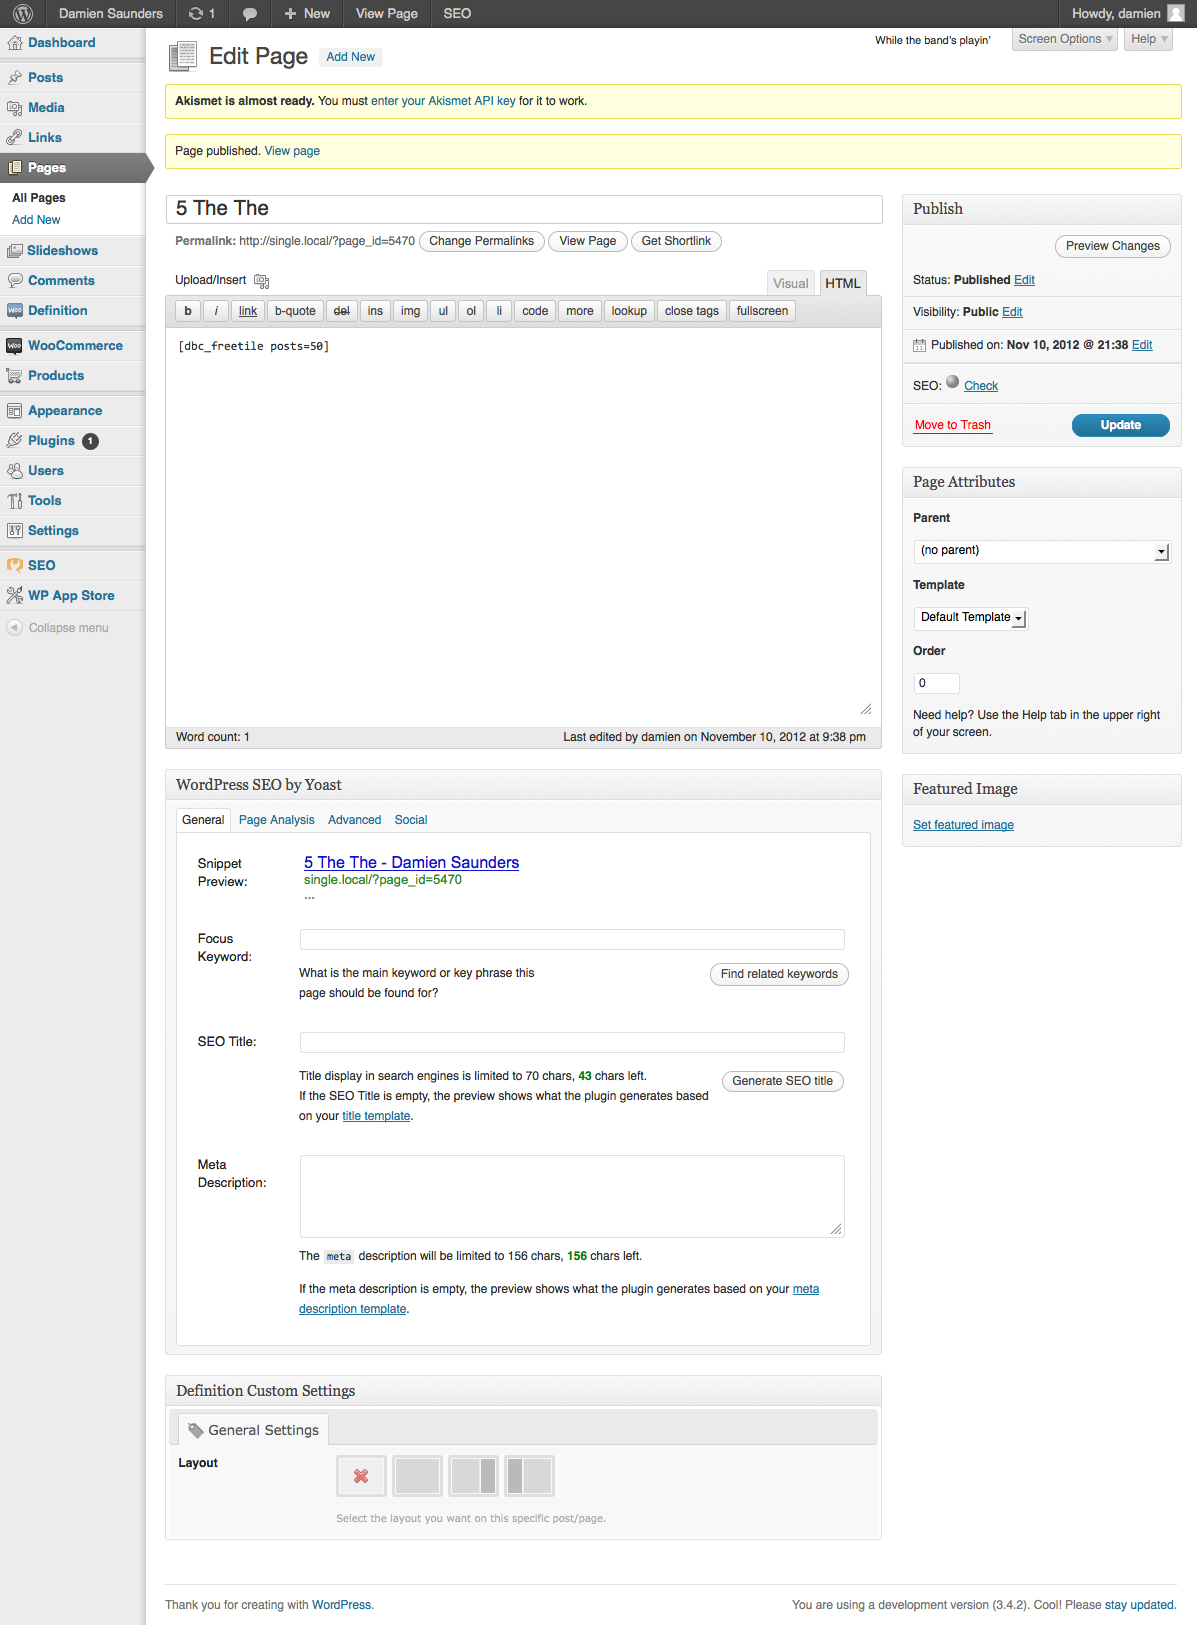 Damien Saunders 1 + New View Page SEO Howdy, damien
Dashboard
Posts
Media
Links
Pages
All Pages
Add New
Slideshows
Comments
Definition
WooCommerce
Products
Appearance
Plugins 1
Users
Tools
Settings
SEO
WP App Store
Collapse menu
While the band's playin'
Screen Options
Help
Edit Page Add New
Akismet is almost ready. You must enter your Akismet API key for it to work.
Page published. View page
5 The The
Permalink: http://single.local/?page_id=5470 Change Permalinks View Page Get Shortlink
Upload/Insert
Visual HTML
b i link b-quote del ins img ul ol li code more lookup close tags fullscreen
[dbc_freetile posts=50]
Word count: 1 Last edited by damien on November 10, 2012 at 9:38 pm
Publish
Preview Changes
Status: Published Edit
Visibility: Public Edit
Published on: Nov 10, 2012 @ 21:38 Edit
SEO: Check
Move to Trash Update
Page Attributes
Parent
(no parent)
Template
Default Template
Order
0
Need help? Use the Help tab in the upper right
of your screen.
Featured Image
Set featured image
WordPress SEO by Yoast
General Page Analysis Advanced Social
Snippet
Preview:
5 The The - Damien Saunders
single.local/?page_id=5470
...
Focus
Keyword:
What is the main keyword or key phrase this
page should be found for?
Find related keywords
SEO Title:
Title display in search engines is limited to 70 chars, 43 chars left.
If the SEO Title is empty, the preview shows what the plugin generates based
on your title template.
Generate SEO title
Meta
Description:
The meta description will be limited to 156 chars, 156 chars left.
If the meta description is empty, the preview shows what the plugin generates based on your meta
description template.
Definition Custom Settings
General Settings
Layout
Select the layout you want on this specific post/page.
Thank you for creating with WordPress. You are using a development version (3.4.2). Cool! Please stay updated.